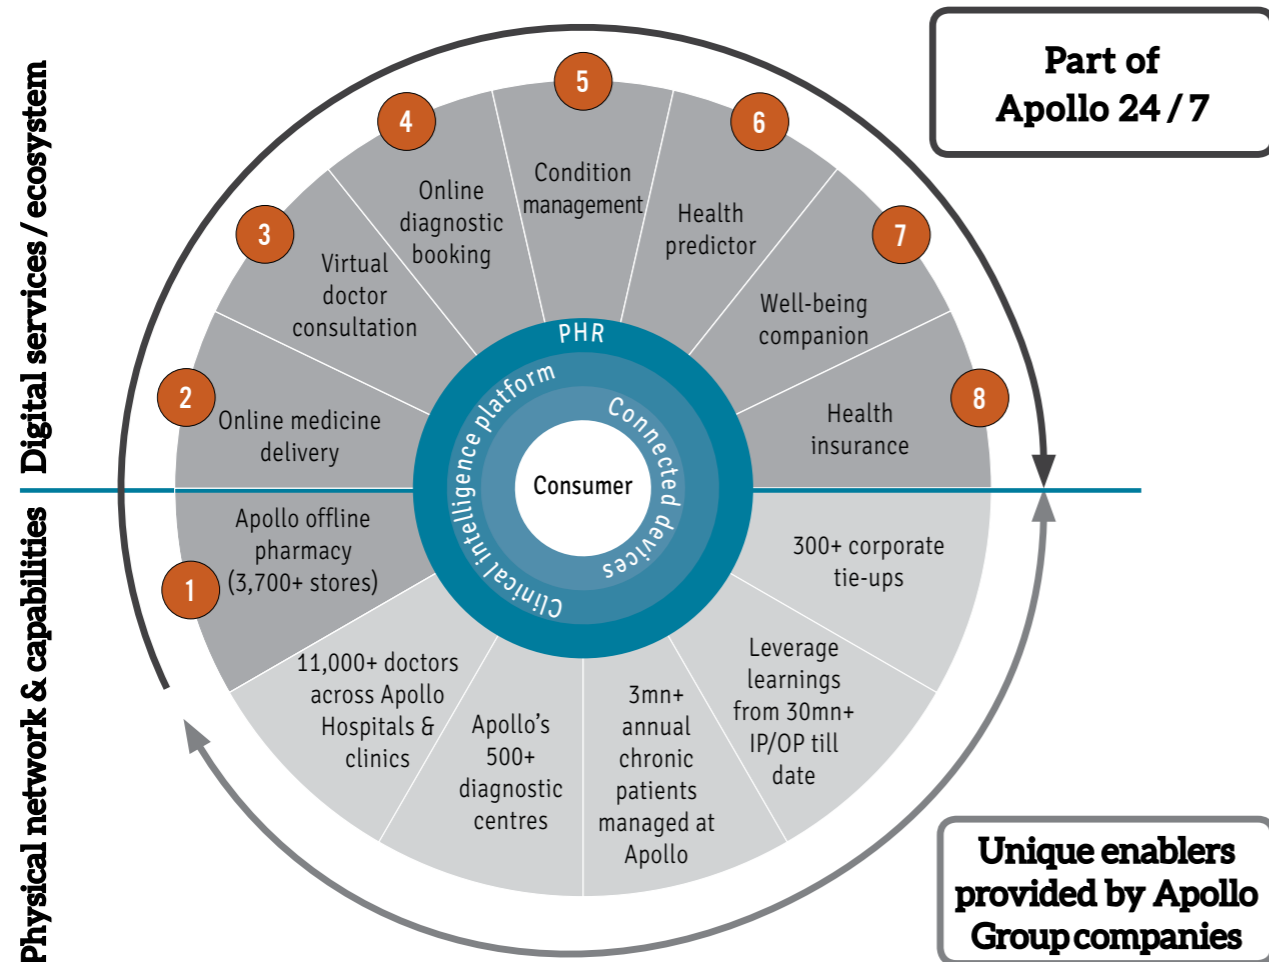 Digital services / ecosystem
Physical network & capabilities
Part of
Apollo 24 / 7
1
Apollo offline
pharmacy
(3,700+ stores)
2
Online medicine
delivery
3
Virtual
doctor
consultation
4
Online
diagnostic
booking
5
Condition
management
6
Health
predictor
7
Well-being
companion
8
Health
insurance
PHR
Clinical intelligence platform
Connected devices
Consumer
300+ corporate
tie-ups
Leverage
learnings
from 30mn+
IP/OP till
date
3mn+
annual
chronic
patients
managed at
Apollo
Apollo’s
500+
diagnostic
centres
11,000+ doctors
across Apollo
Hospitals &
clinics
Unique enablers
provided by Apollo
Group companies